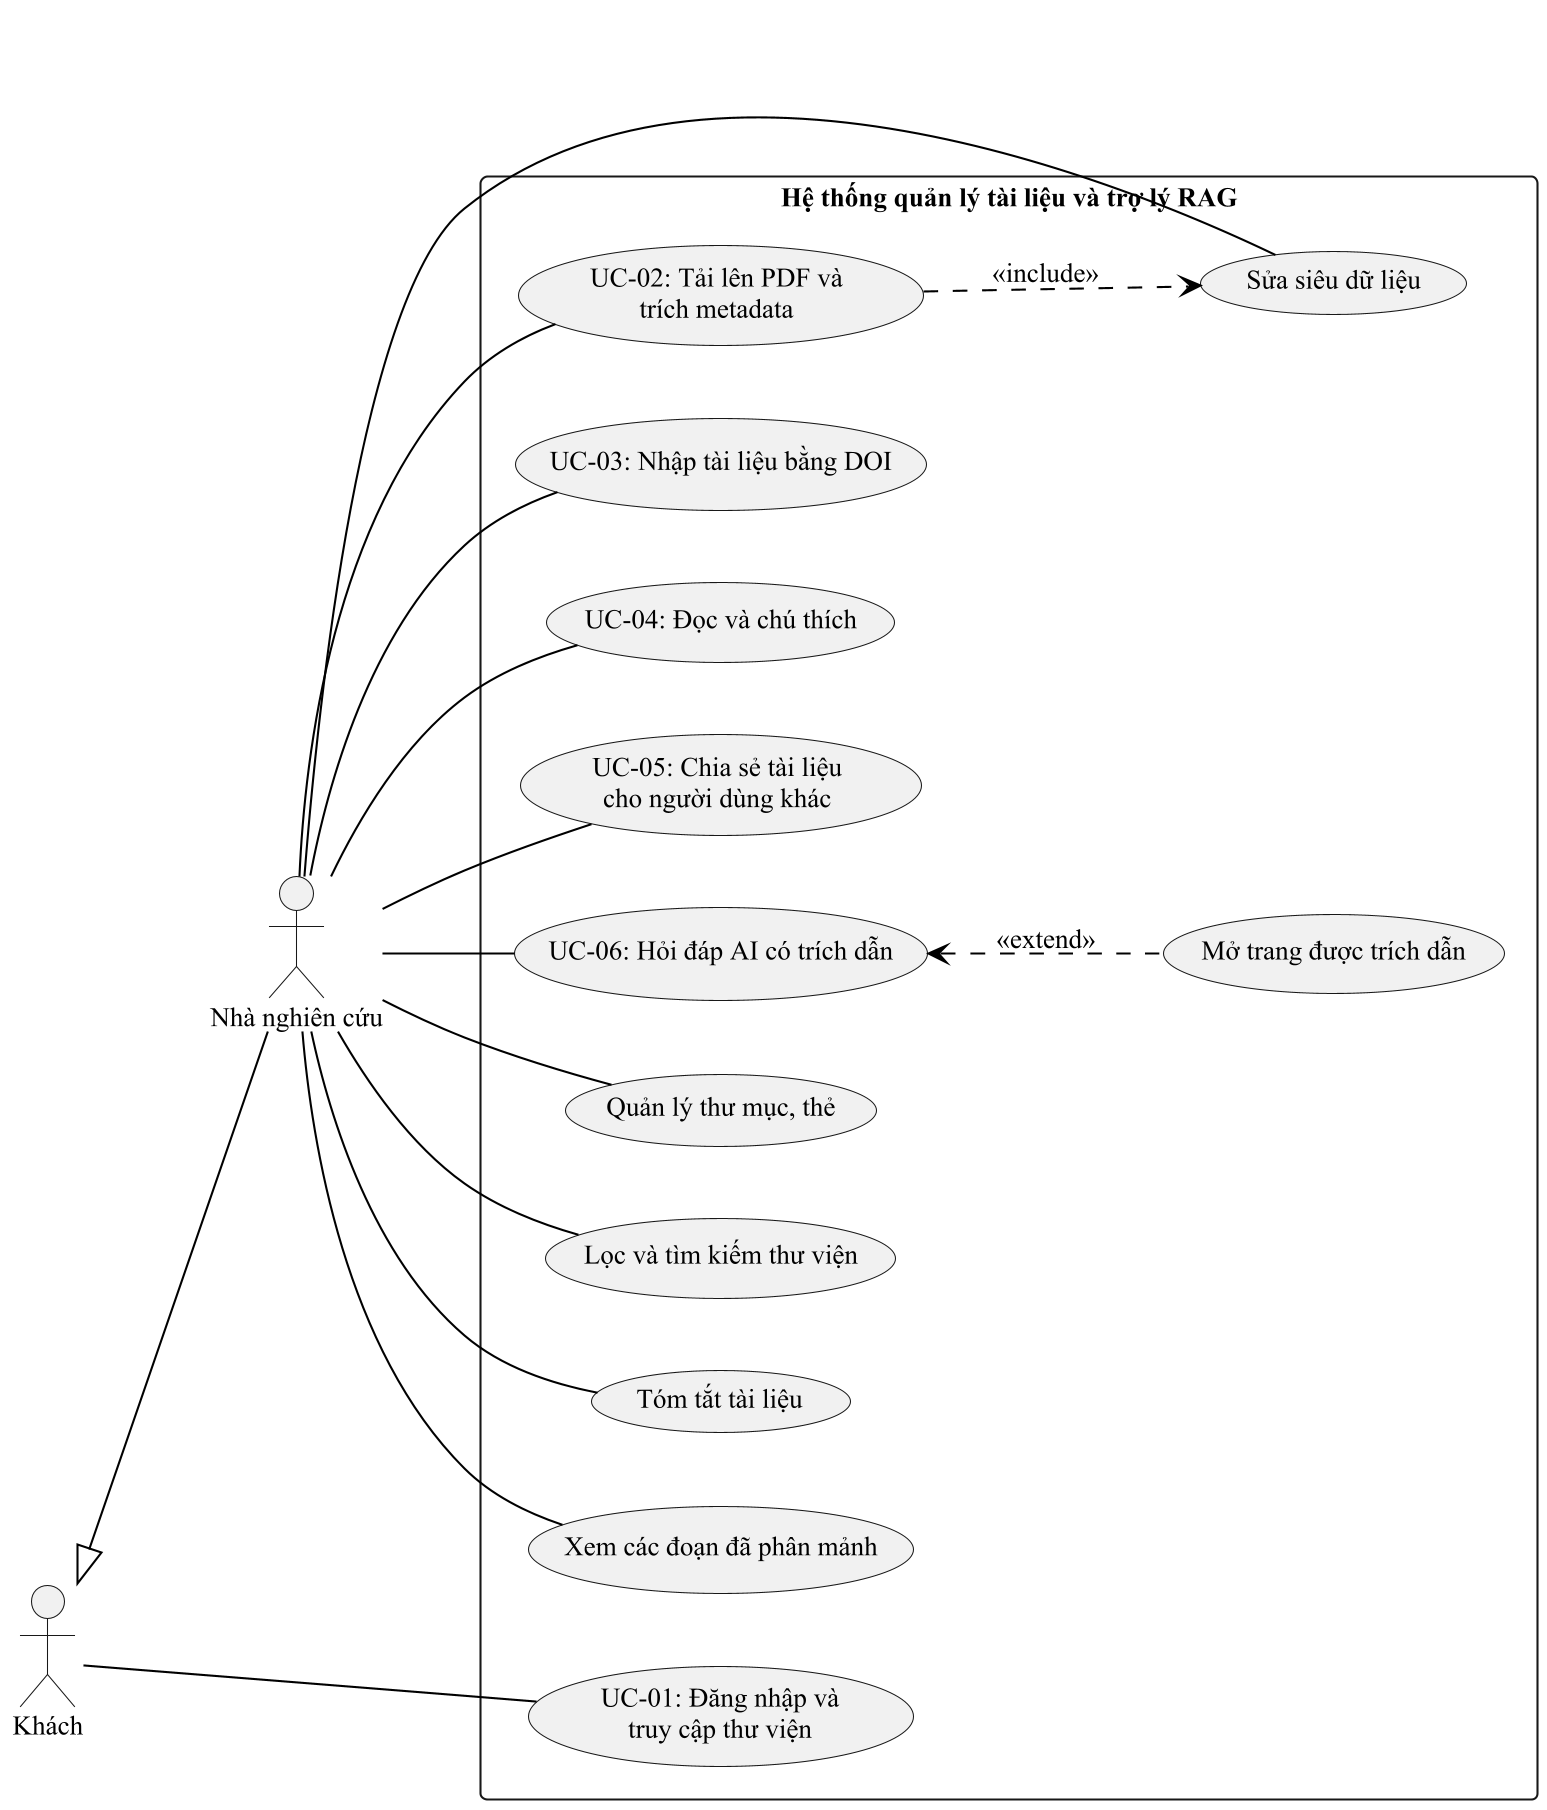 Hệ thống quản lý tài liệu và trợ lý RAG
UC-02: Tải lên PDF và
trích metadata
«include»
Sửa siêu dữ liệu
UC-03: Nhập tài liệu bằng DOI
UC-04: Đọc và chú thích
UC-05: Chia sẻ tài liệu
cho người dùng khác
UC-06: Hỏi đáp AI có trích dẫn
«extend»
Mở trang được trích dẫn
Nhà nghiên cứu
Quản lý thư mục, thẻ
Lọc và tìm kiếm thư viện
Tóm tắt tài liệu
Xem các đoạn đã phân mảnh
UC-01: Đăng nhập và
truy cập thư viện
Khách